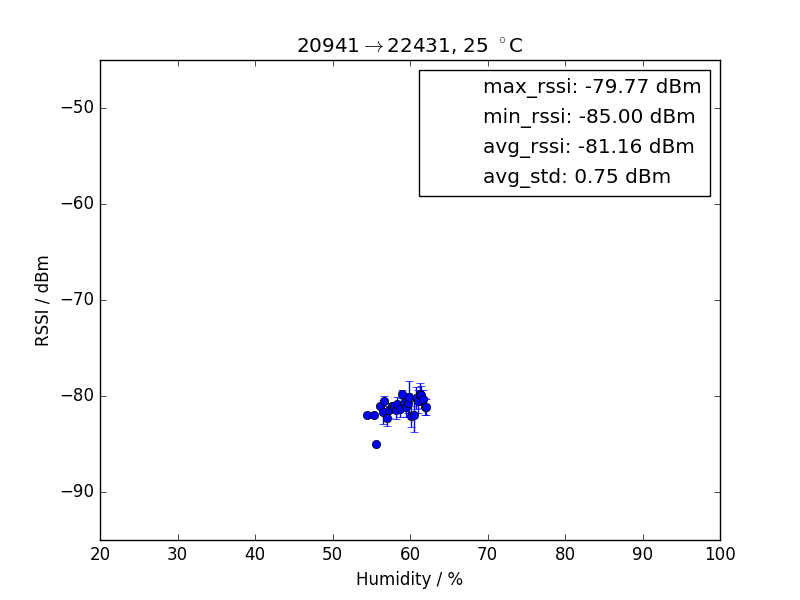 20941→22431, 25 °C
max_rssi: -79.77 dBm
min_rssi: -85.00 dBm
avg_rssi: -81.16 dBm
avg_std: 0.75 dBm
RSSI / dBm
−50
−60
−70
−80
−90
20 30 40 50 60 70 80 90 100
Humidity / %